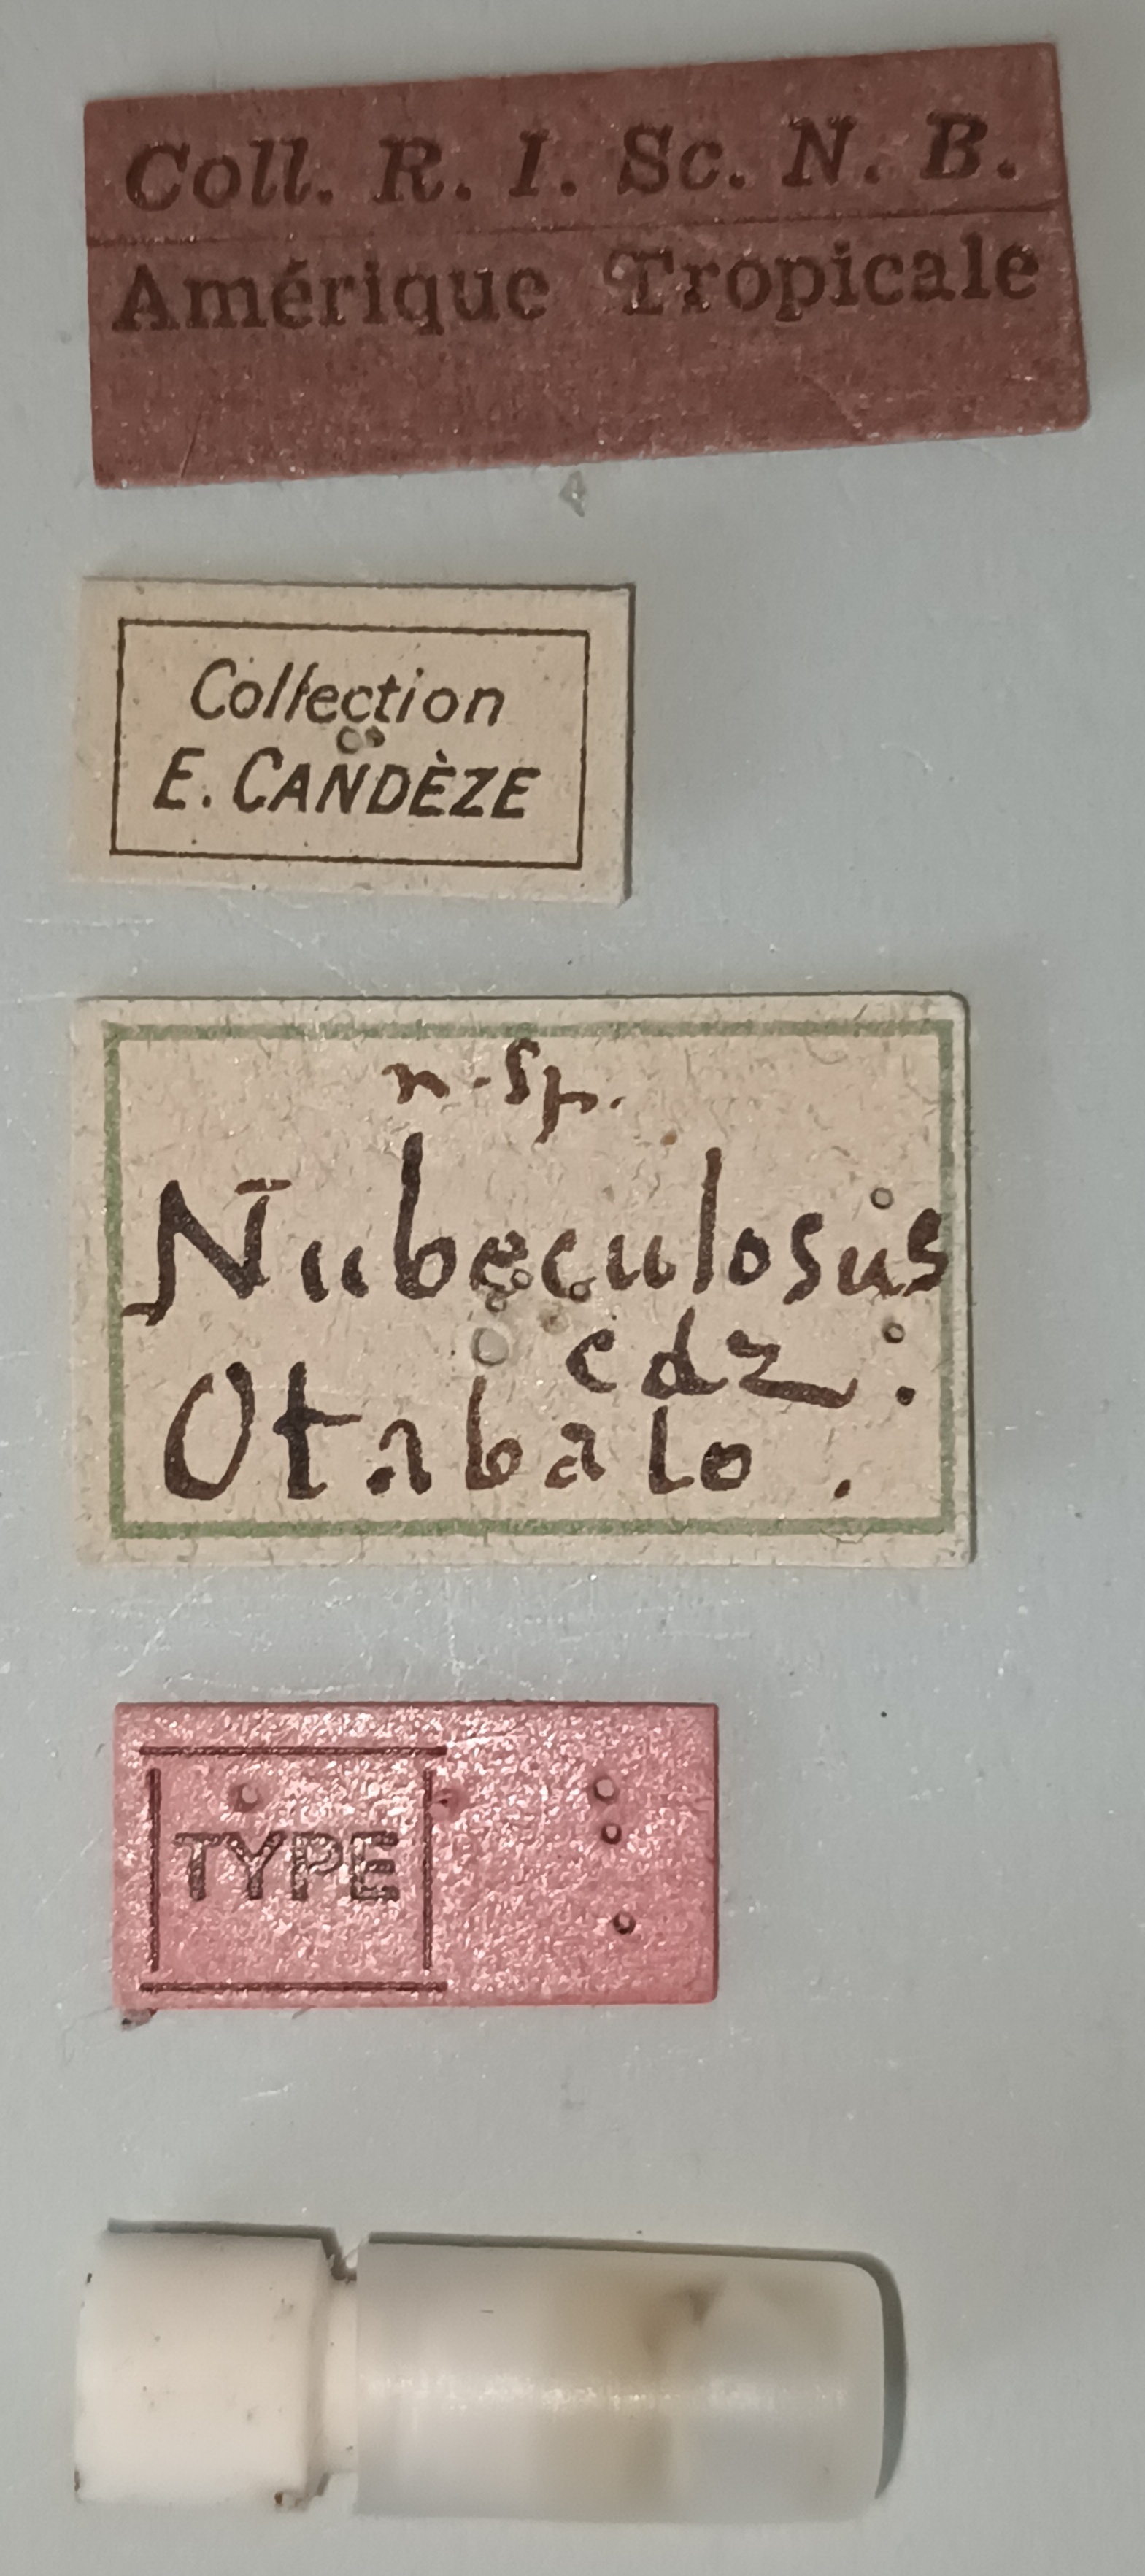 Coll. R. I. Sc. N. B.
Amérique Tropicale
Collection
E. CANDÈZE
n. sp.
Nubeculosus
cdz.
Otabalo.
TYPE